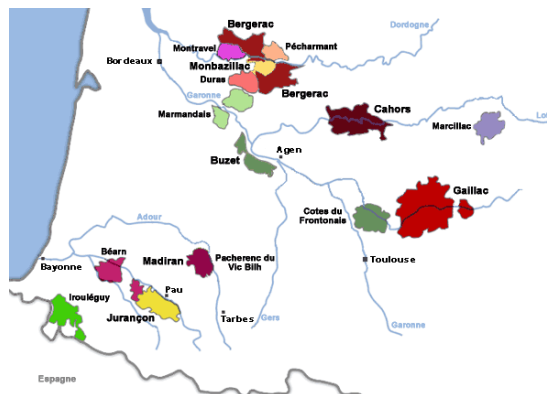 Bergerac
Dordogne
Montravel
Pécharmant
Bordeaux
Monbazillac
Duras
Garonne
Bergerac
Marmandais
Cahors
Lot
Marcillac
Agen
Buzet
Gaillac
Cotes du
Frontonais
Adour
Béarn
Madiran
Pacherenc du
Vic Bilh
Toulouse
Bayonne
Pau
Irouléguy
Jurançon
Tarbes
Gers
Garonne
Espagne